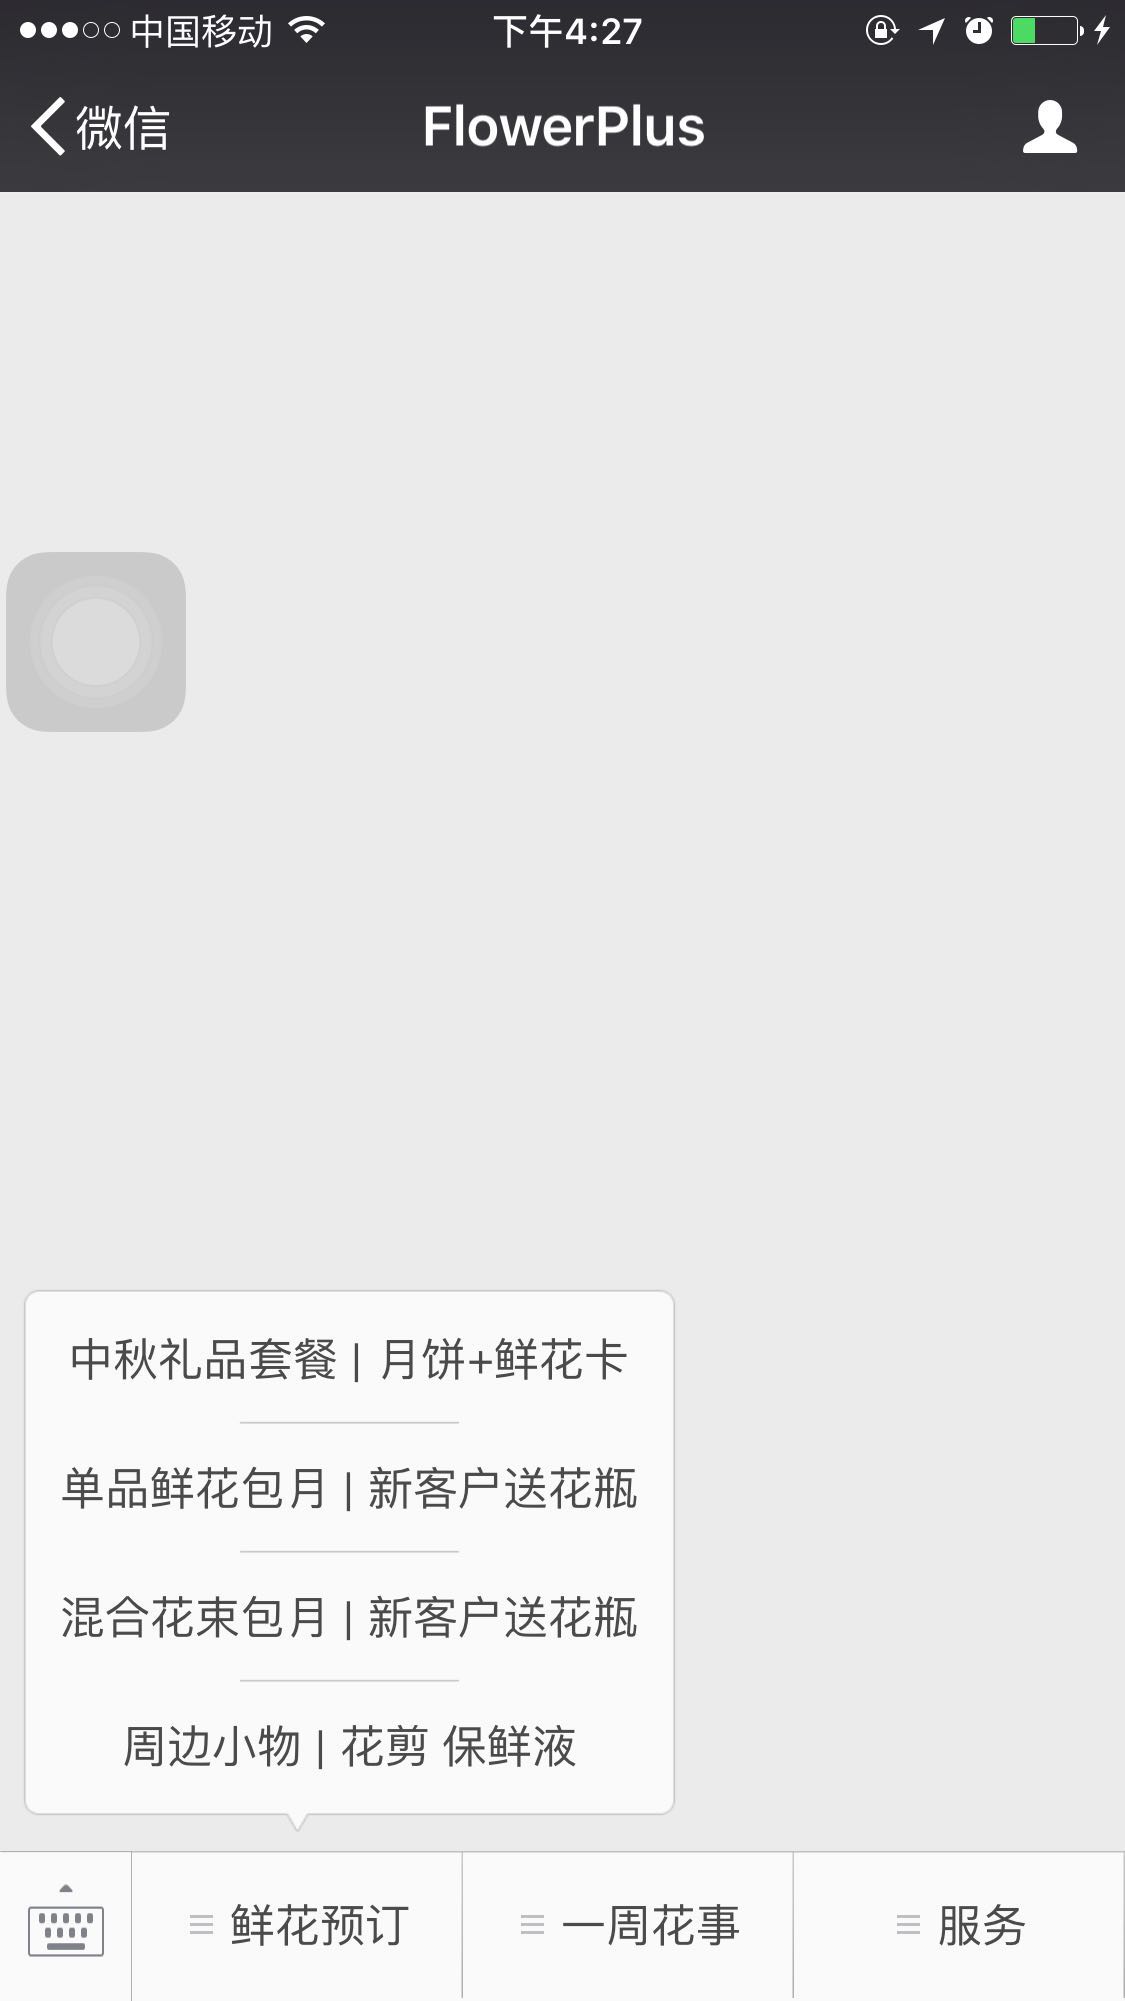 中国移动 下午4:27
微信 FlowerPlus
中秋礼品套餐 | 月饼+鲜花卡
单品鲜花包月 | 新客户送花瓶
混合花束包月 | 新客户送花瓶
周边小物 | 花剪 保鲜液
鲜花预订 一周花事 服务